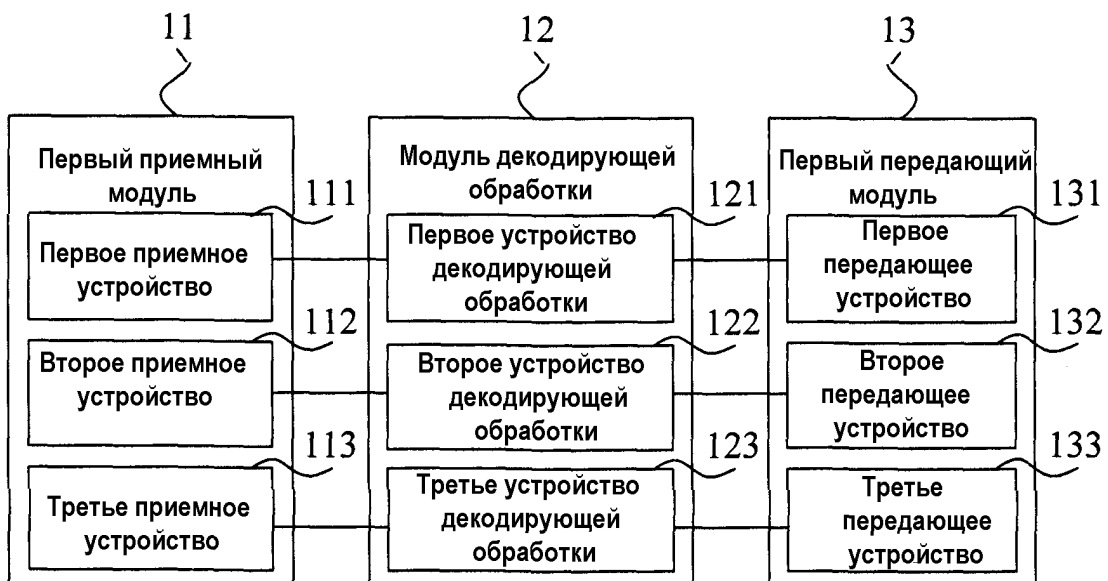 11
12
13
Первый приемный
модуль
Модуль декодирующей
обработки
Первый передающий
модуль
111
121
131
Первое приемное
устройство
Первое устройство
декодирующей
обработки
Первое
передающее
устройство
112
122
132
Второе приемное
устройство
Второе устройство
декодирующей
обработки
Второе
передающее
устройство
113
123
133
Третье приемное
устройство
Третье устройство
декодирующей
обработки
Третье
передающее
устройство